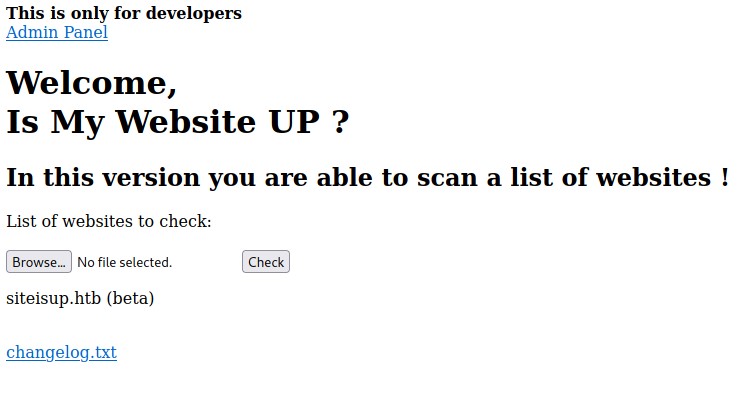 This is only for developers
Admin Panel
Welcome,
Is My Website UP ?
In this version you are able to scan a list of websites !
List of websites to check:
Browse... No file selected. Check
siteisup.htb (beta)
changelog.txt